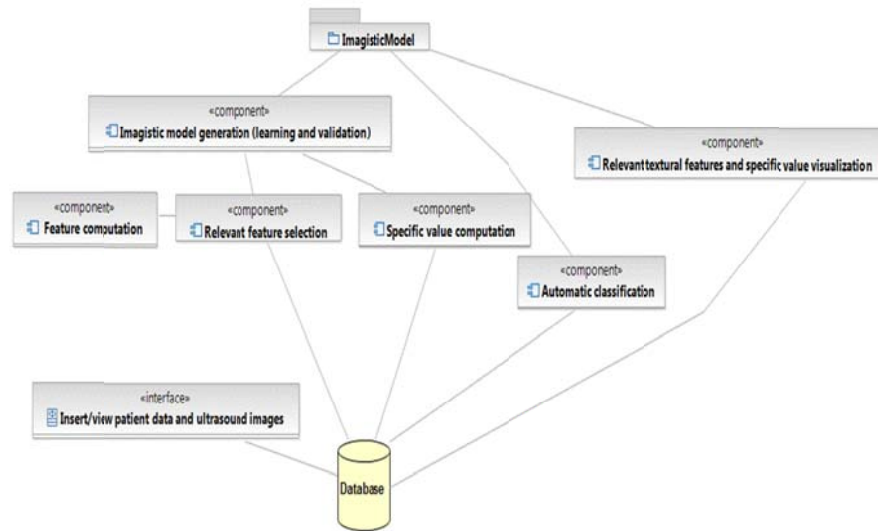 ImagisticModel
«component»
Imagistic model generation (learning and validation)
«component»
Relevant textural features and specific value visualization
«component»
Feature computation
«component»
Relevant feature selection
«component»
Specific value computation
«component»
Automatic classification
«interface»
Insert/view patient data and ultrasound images
Database